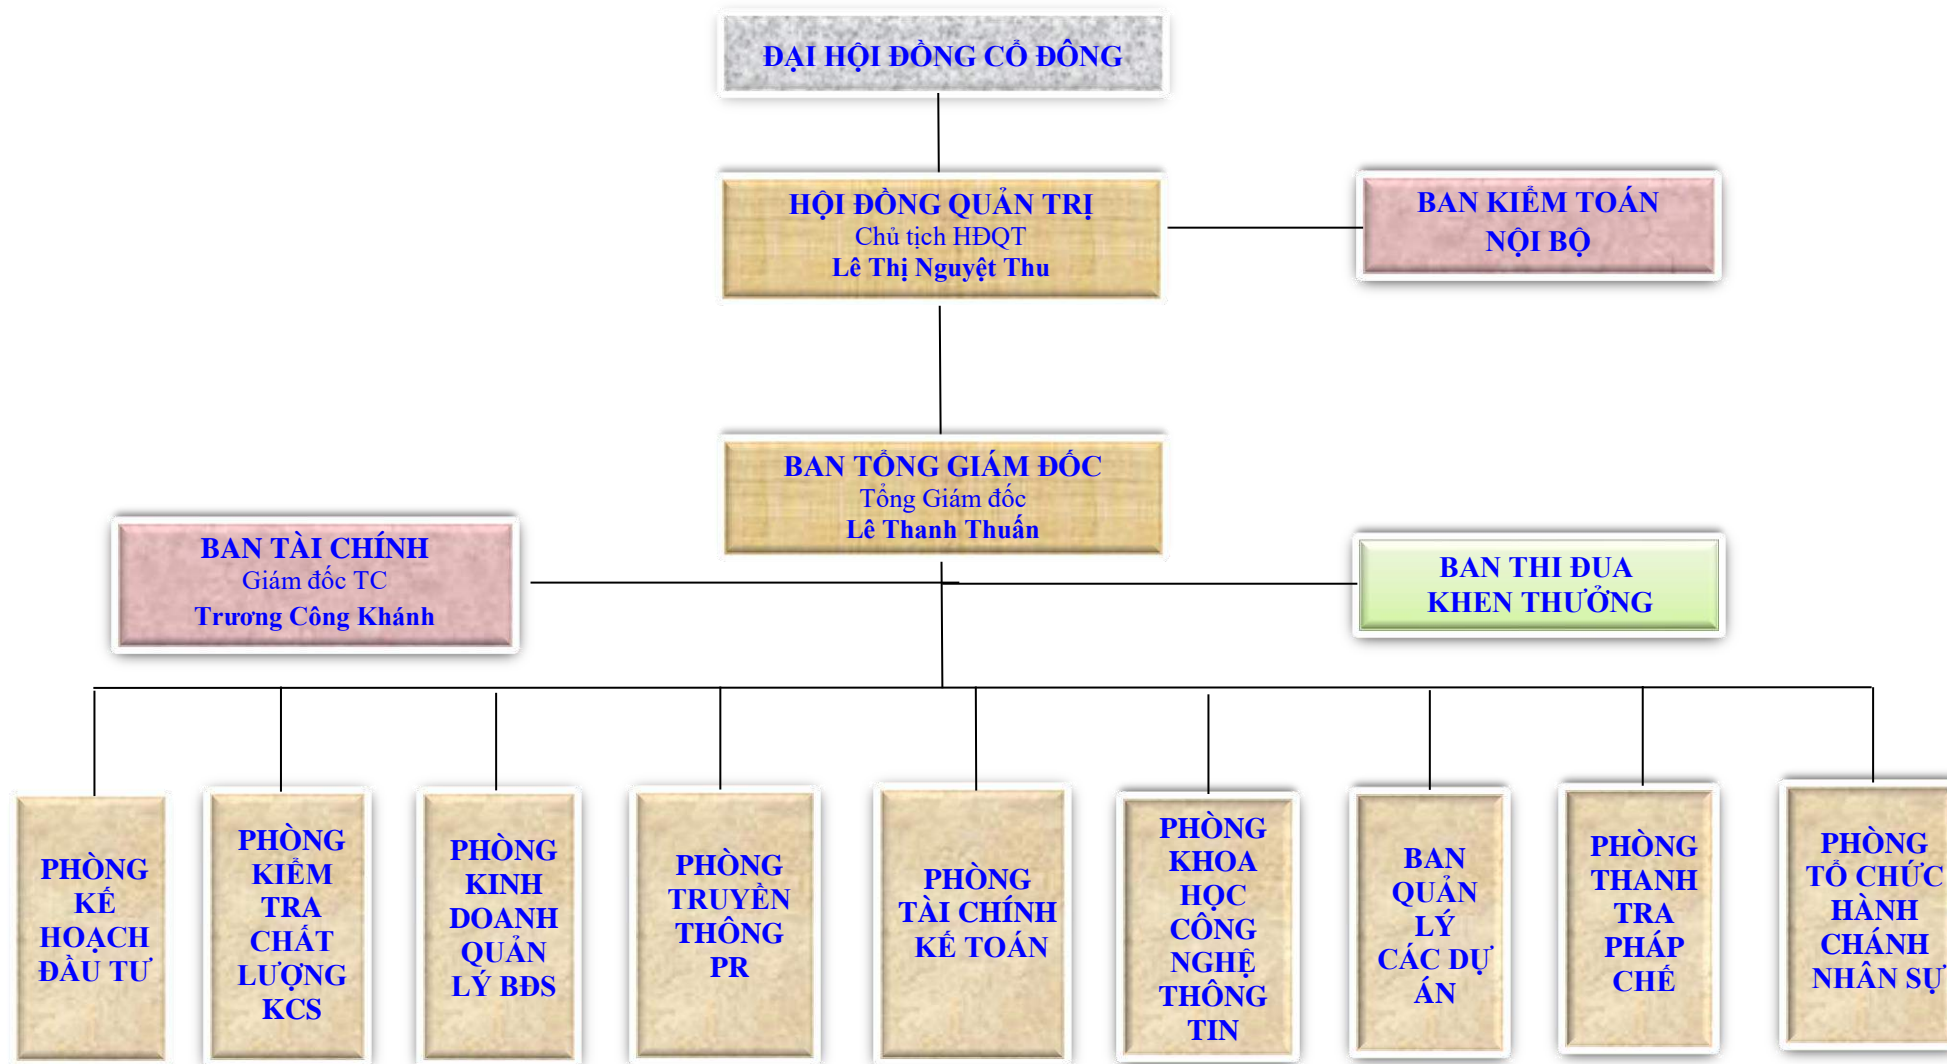 ĐẠI HỘI ĐỒNG CỔ ĐÔNG
HỘI ĐỒNG QUẢN TRỊ
Chủ tịch HĐQT
Lê Thị Nguyệt Thu
BAN KIỂM TOÁN
NỘI BỘ
BAN TỔNG GIÁM ĐỐC
Tổng Giám đốc
Lê Thanh Thuấn
BAN TÀI CHÍNH
Giám đốc TC
Trương Công Khánh
BAN THI ĐUA
KHEN THƯỞNG
PHÒNG
KẾ
HOẠCH
ĐẦU TƯ
PHÒNG
KIỂM
TRA
CHẤT
LƯỢNG
KCS
PHÒNG
KINH
DOANH
QUẢN
LÝ BĐS
PHÒNG
TRUYỀN
THÔNG
PR
PHÒNG
TÀI CHÍNH
KẾ TOÁN
PHÒNG
KHOA
HỌC
CÔNG
NGHỆ
THÔNG
TIN
BAN
QUẢN
LÝ
CÁC DỰ
ÁN
PHÒNG
THANH
TRA
PHÁP
CHẾ
PHÒNG
TỔ CHỨC
HÀNH
CHÁNH
NHÂN SỰ